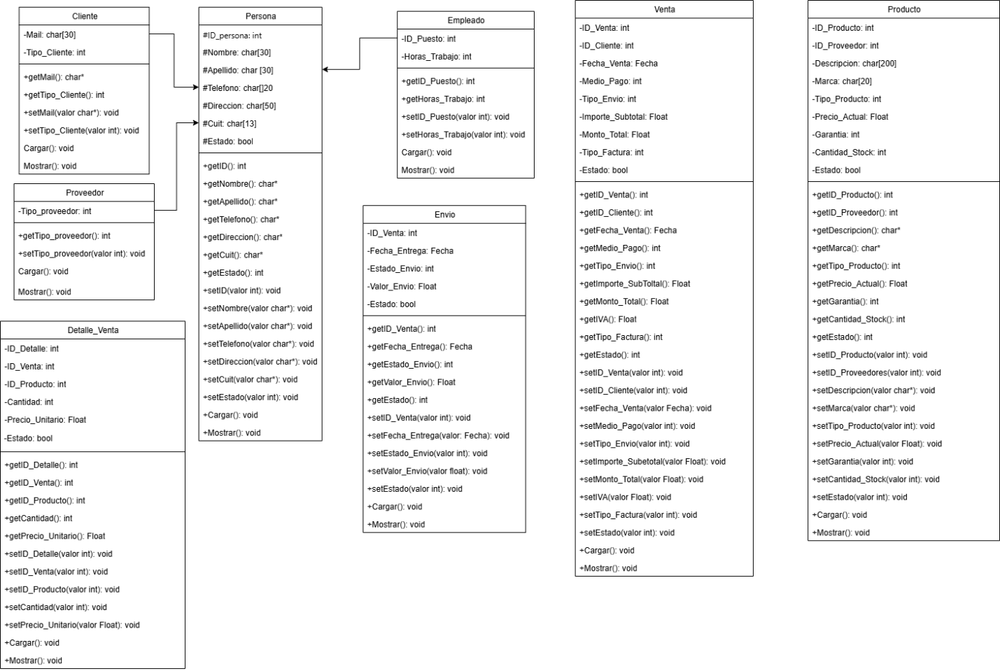 Cliente
-Mail: char[30]
-Tipo_Cliente: int
+getMail(): char*
+getTipo_Cliente(): int
+setMail(valor char*): void
+setTipo_Cliente(valor int): void
Cargar(): void
Mostrar(): void
Proveedor
-Tipo_proveedor: int
+getTipo_proveedor(): int
+setTipo_proveedor(valor int): void
Cargar(): void
Mostrar(): void
Detalle_Venta
-ID_Detalle: int
-ID_Venta: int
-ID_Producto: int
-Cantidad: int
-Precio_Unitario: Float
-Estado: bool
+getID_Detalle(): int
+getID_Venta(): int
+getID_Producto(): int
+getCantidad(): int
+getPrecio_Unitario(): Float
+setID_Detalle(valor int): void
+setID_Venta(valor int): void
+setID_Producto(valor int): void
+setCantidad(valor int): void
+setPrecio_Unitario(valor Float): void
+Cargar(): void
+Mostrar(): void
Persona
#ID_persona: int
#Nombre: char[30]
#Apellido: char [30]
#Telefono: char[]20
#Direccion: char[50]
#Cuit: char[13]
#Estado: bool
+getID(): int
+getNombre(): char*
+getApellido(): char*
+getTelefono(): char*
+getDireccion(): char*
+getCuit(): char*
+getEstado(): int
+setID(valor int): void
+setNombre(valor char*): void
+setApellido(valor char*): void
+setTelefono(valor char*): void
+setDireccion(valor char*): void
+setCuit(valor char*): void
+setEstado(valor int): void
+Cargar(): void
+Mostrar(): void
Empleado
-ID_Puesto: int
-Horas_Trabajo: int
+getID_Puesto(): int
+getHoras_Trabajo: int
+setID_Puesto(valor int): void
+setHoras_Trabajo(valor int): void
Cargar(): void
Mostrar(): void
Envio
-ID_Venta: int
-Fecha_Entrega: Fecha
-Estado_Envio: int
-Valor_Envio: Float
-Estado: bool
+getID_Venta(): int
+getFecha_Entrega(): Fecha
+getEstado_Envio(): int
+getValor_Envio(): Float
+getEstado(): int
+setID_Venta(valor int): void
+setFecha_Entrega(valor: Fecha): void
+setEstado_Envio(valor int): void
+setValor_Envio(valor float): void
+setEstado(valor int): void
+Cargar(): void
+Mostrar(): void
Venta
-ID_Venta: int
-ID_Cliente: int
-Fecha_Venta: Fecha
-Medio_Pago: int
-Tipo_Envio: int
-Importe_Subtotal: Float
-Monto_Total: Float
-Tipo_Factura: int
-Estado: bool
+getID_Venta(): int
+getID_Cliente(): int
+getFecha_Venta(): Fecha
+getMedio_Pago(): int
+getTipo_Envio(): int
+getImporte_SubToltal(): Float
+getMonto_Total(): Float
+getIVA(): Float
+getTipo_Factura(): int
+getEstado(): int
+setID_Venta(valor int): void
+setID_Cliente(valor int): void
+setFecha_Venta(valor Fecha): void
+setMedio_Pago(valor int): void
+setTipo_Envio(valor int): void
+setImporte_Subetotal(valor Float): void
+setMonto_Total(valor Float): void
+setIVA(valor Float): void
+setTipo_Factura(valor int): void
+setEstado(valor int): void
+Cargar(): void
+Mostrar(): void
Producto
-ID_Producto: int
-ID_Proveedor: int
-Descripcion: char[200]
-Marca: char[20]
-Tipo_Producto: int
-Precio_Actual: Float
-Garantia: int
-Cantidad_Stock: int
-Estado: bool
+getID_Producto(): int
+getID_Proveedor(): int
+getDescripcion(): char*
+getMarca(): char*
+getTipo_Producto(): int
+getPrecio_Actual(): Float
+getGarantia(): int
+getCantidad_Stock(): int
+getEstado(): int
+setID_Producto(valor int): void
+setID_Proveedores(valor int): void
+setDescripcion(valor char*): void
+setMarca(valor char*): void
+setTipo_Producto(valor int): void
+setPrecio_Actual(valor Float): void
+setGarantia(valor int): void
+setCantidad_Stock(valor int): void
+setEstado(valor int): void
+Cargar(): void
+Mostrar(): void